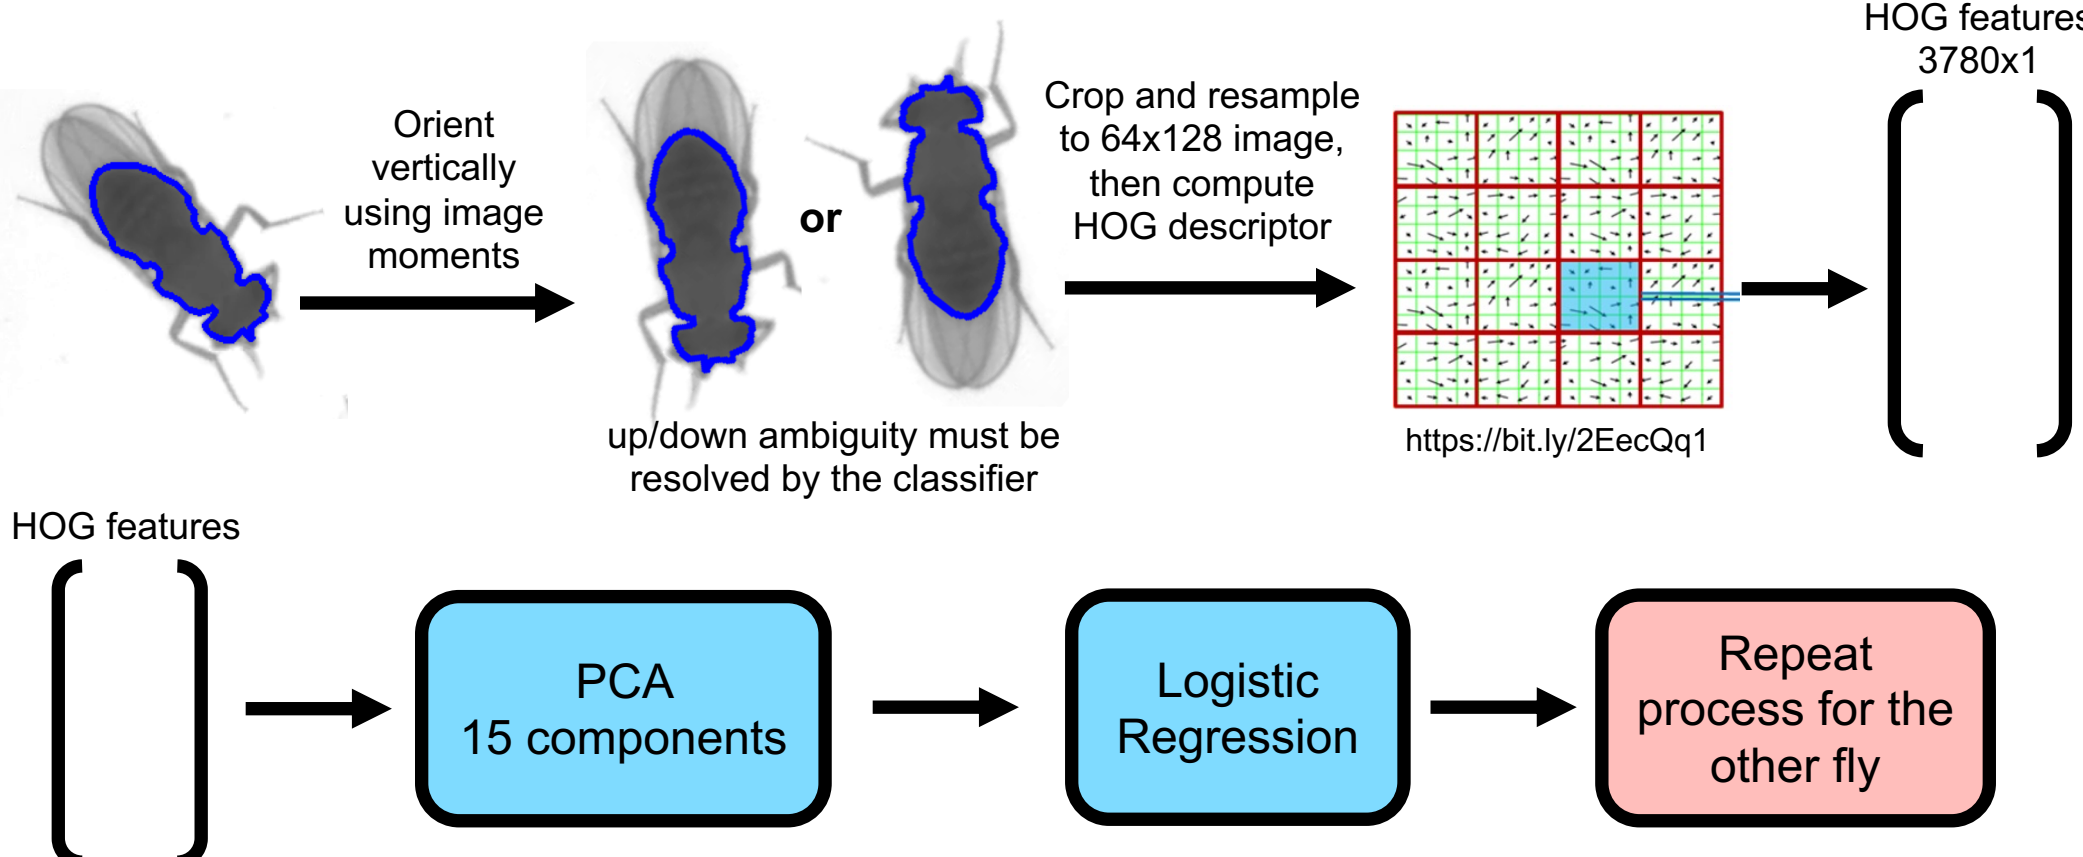 Orient
vertically
using image
moments
or
up/down ambiguity must be
resolved by the classifier
Crop and resample
to 64x128 image,
then compute
HOG descriptor
https://bit.ly/2EecQq1
HOG features
3780x1
HOG features
PCA
15 components
Logistic
Regression
Repeat
process for the
other fly